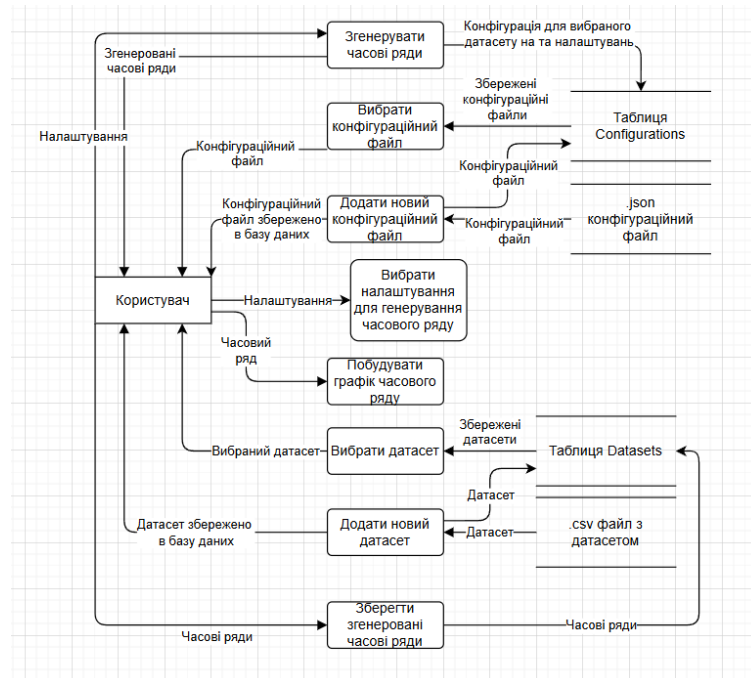 Згенерувати
часові ряди
Конфігурація для вибраного
датасету на та налаштувань
Згенеровані
часові ряди
Збережені
конфігураційні
файли
Вибрати
конфігураційний
файл
Таблиця
Configurations
Налаштування
Конфігураційний
файл
Конфігураційний
файл
Конфігураційний
файл збережено
в базу даних
Додати новий
конфігураційний
файл
Конфігураційний
файл
.json
конфігураційний
файл
Користувач
Налаштування
Вибрати
налаштування
для генерування
часового ряду
Часовий
ряд
Побудувати
графік часового
ряду
Збережені
датасети
Вибраний датасет
Вибрати датасет
Таблиця Datasets
Датасет
Датасет збережено
в базу даних
Додати новий
датасет
Датасет
.csv файл з
датасетом
Часові ряди
Зберегти
згенеровані
часові ряди
Часові ряди